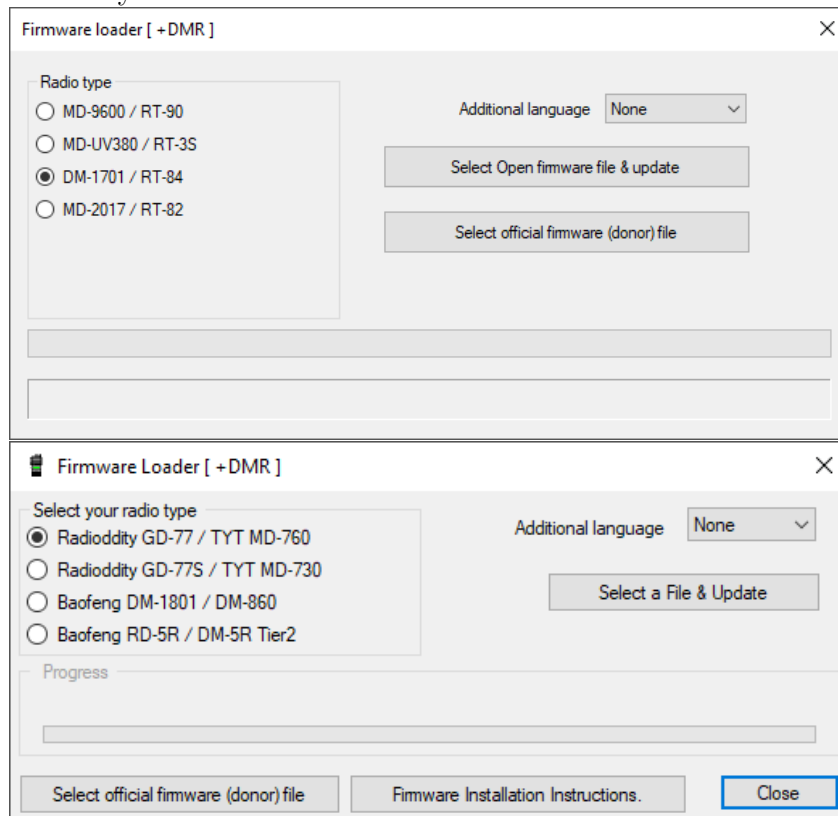 Firmware loader [ +DMR ]
Radio type
MD-9600 / RT-90
MD-UV380 / RT-3S
DM-1701 / RT-84
MD-2017 / RT-82
Additional language None
Select Open firmware file & update
Select official firmware (donor) file
Firmware Loader [ +DMR ]
Select your radio type
Radioddity GD-77 / TYT MD-760
Radioddity GD-77S / TYT MD-730
Baofeng DM-1801 / DM-860
Baofeng RD-5R / DM-5R Tier2
Additional language None
Select a File & Update
Progress
Select official firmware (donor) file
Firmware Installation Instructions.
Close